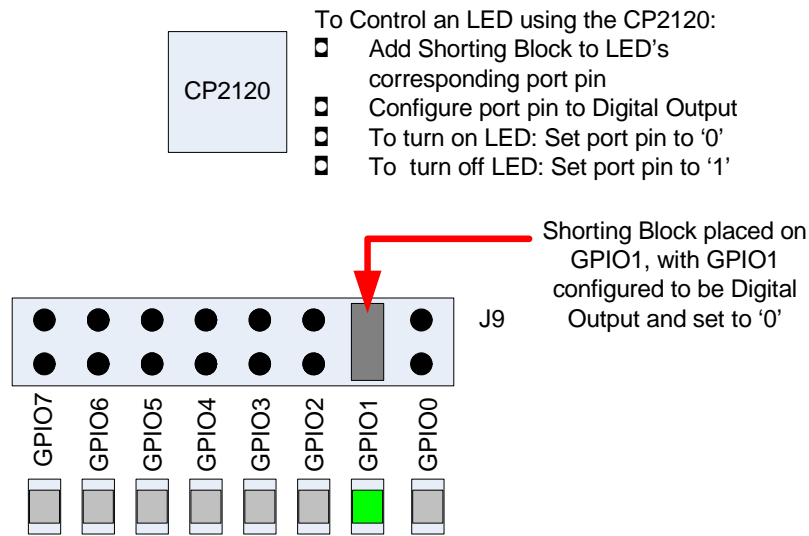 To Control an LED using the CP2120:
◘ Add Shorting Block to LED's
corresponding port pin
◘ Configure port pin to Digital Output
◘ To turn on LED: Set port pin to ‘0’
◘ To  turn off LED: Set port pin to ‘1’
CP2120
Shorting Block placed on
GPIO1, with GPIO1
configured to be Digital
Output and set to ‘0’
J9
GPIO7
GPIO6
GPIO5
GPIO4
GPIO3
GPIO2
GPIO1
GPIO0